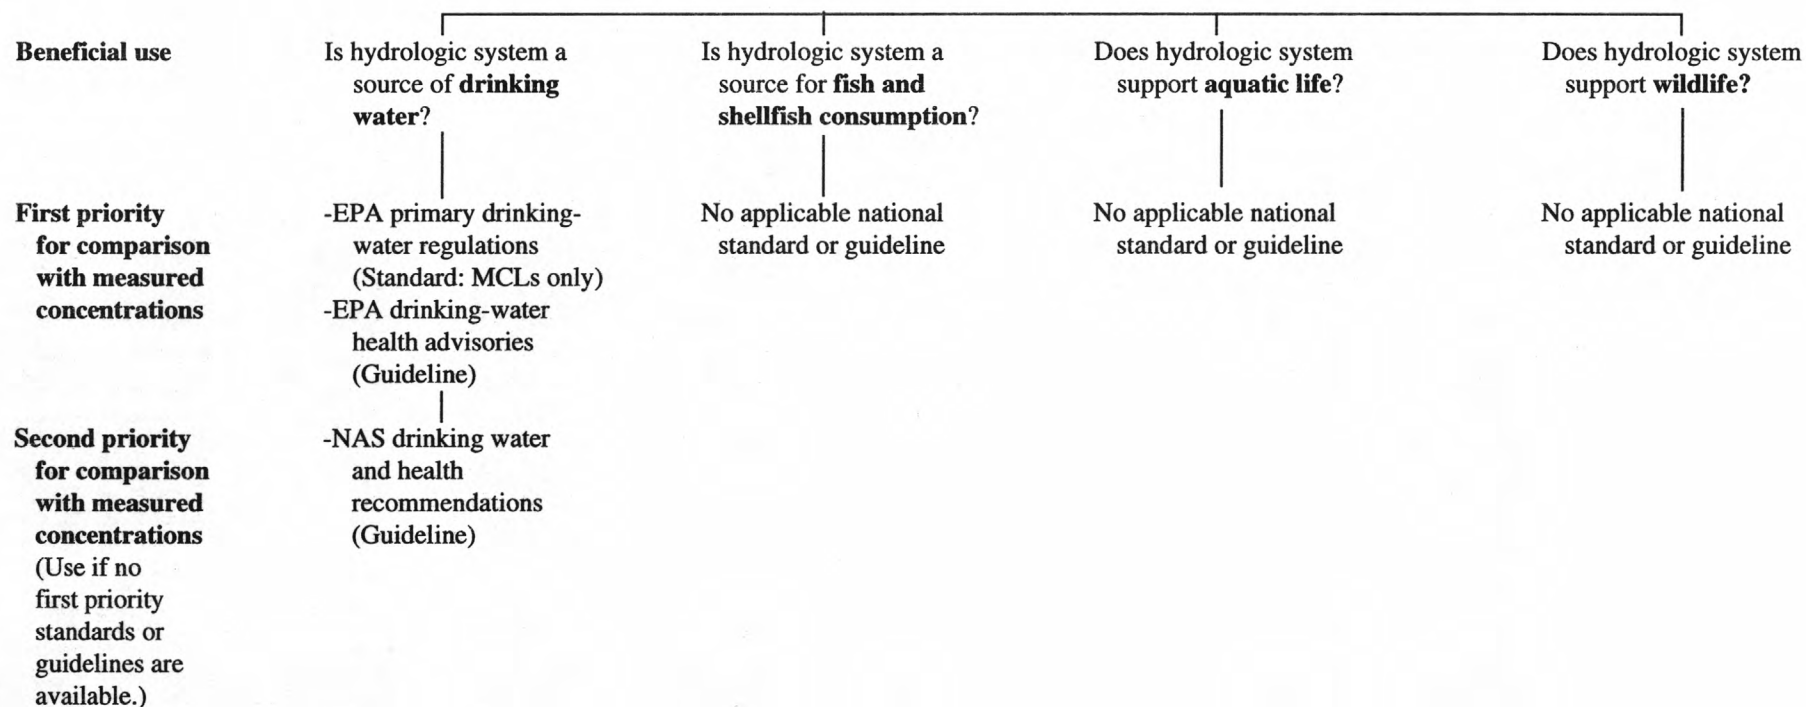 Beneficial use
Is hydrologic system a
source of drinking
water?
Is hydrologic system a
source for fish and
shellfish consumption?
Does hydrologic system
support aquatic life?
Does hydrologic system
support wildlife?
First priority
for comparison
with measured
concentrations
-EPA primary drinking-
water regulations
(Standard: MCLs only)
-EPA drinking-water
health advisories
(Guideline)
No applicable national
standard or guideline
No applicable national
standard or guideline
No applicable national
standard or guideline
Second priority
for comparison
with measured
concentrations
(Use if no
first priority
standards or
guidelines are
available.)
-NAS drinking water
and health
recommendations
(Guideline)